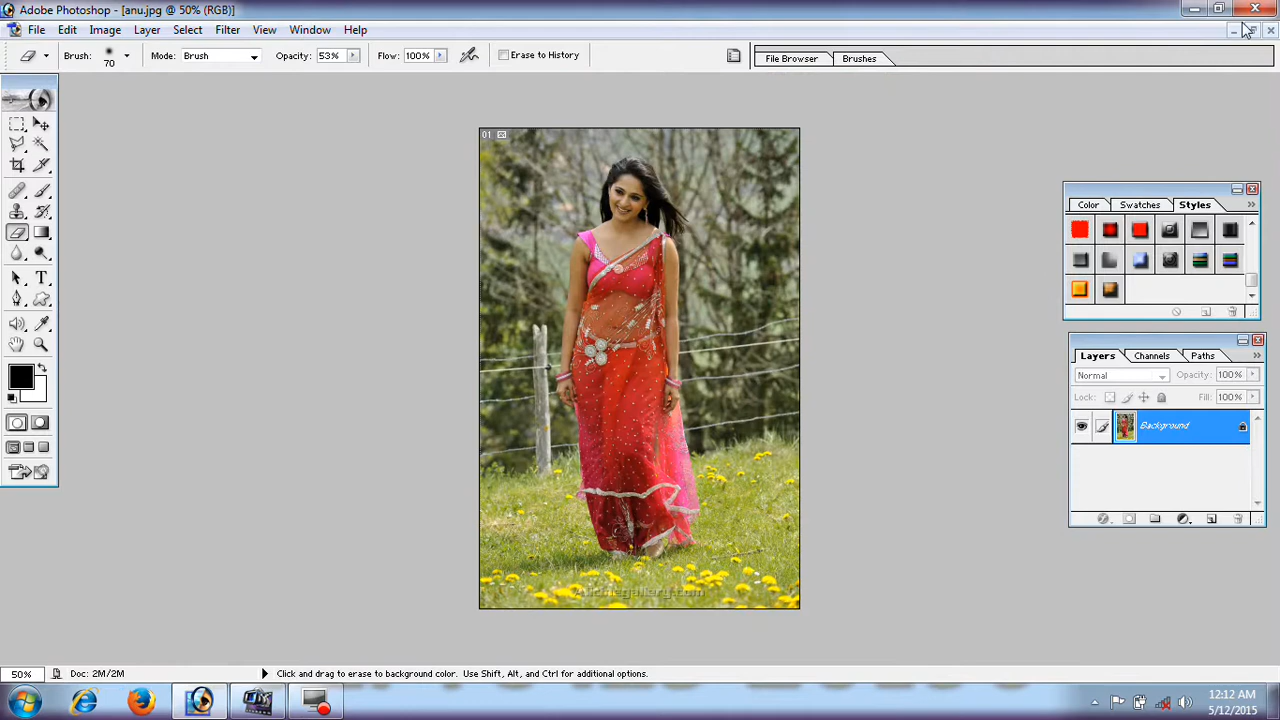 Adobe Photoshop - [anu.jpg @ 50% (RGB)]
File Edit Image Layer Select Filter View Window Help
Brush: 70 Mode: Brush Opacity: 53% Flow: 100% Erase to History File Browser Brushes
01
Color Swatches Styles
Layers Channels Paths
Normal Opacity: 100%
Lock: Fill: 100%
Background
50% Doc: 2M/2M Click and drag to erase to background color. Use Shift, Alt, and Ctrl for additional options.
12:12 AM
5/12/2015